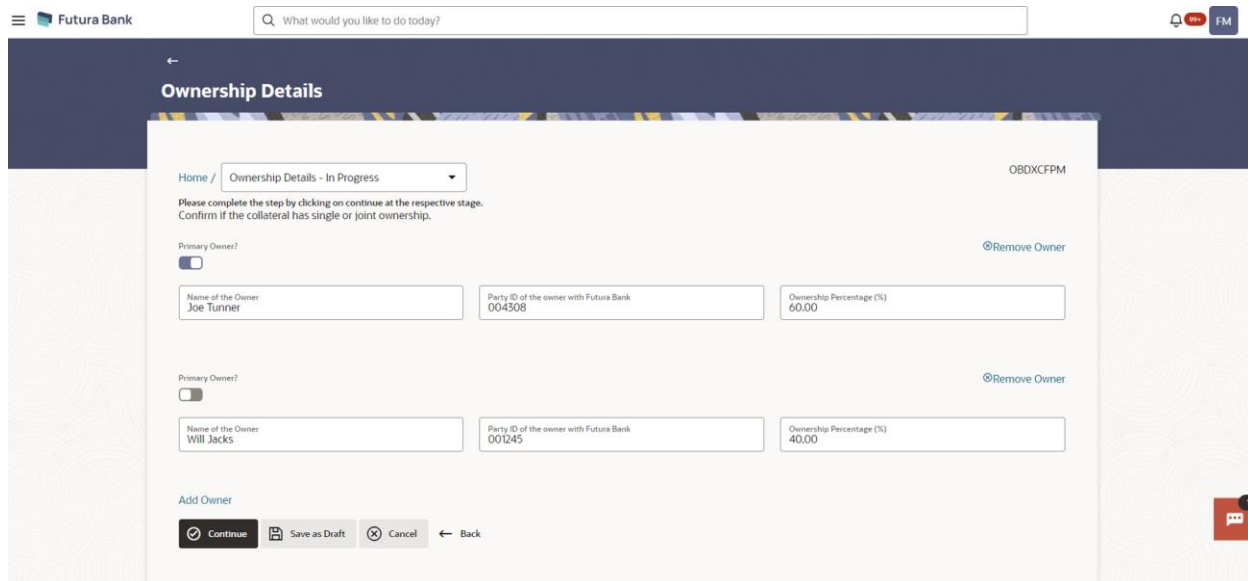 Futura Bank
What would you like to do today?
99+
FM
Ownership Details
Home / Ownership Details - In Progress
OBDXCFPM
Please complete the step by clicking on continue at the respective stage.
Confirm if the collateral has single or joint ownership.
Primary Owner?
Remove Owner
Name of the Owner
Joe Tunner
Party ID of the owner with Futura Bank
004308
Ownership Percentage (%)
60.00
Primary Owner?
Remove Owner
Name of the Owner
Will Jacks
Party ID of the owner with Futura Bank
001245
Ownership Percentage (%)
40.00
Add Owner
Continue Save as Draft Cancel Back